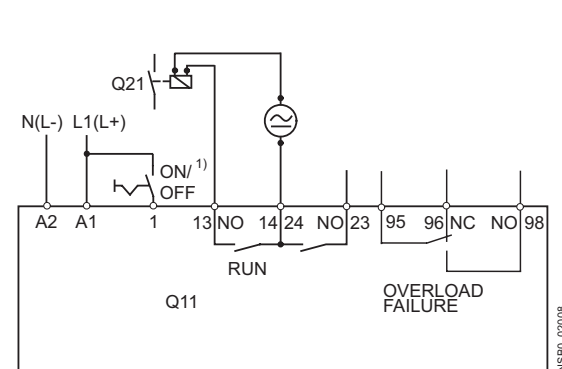 Q21
N(L-) L1(L+)
ON/ 1)
OFF
A2 A1 1 13 NO 14 24 NO 23 95 96 NC NO 98
RUN
Q11
OVERLOAD
FAILURE